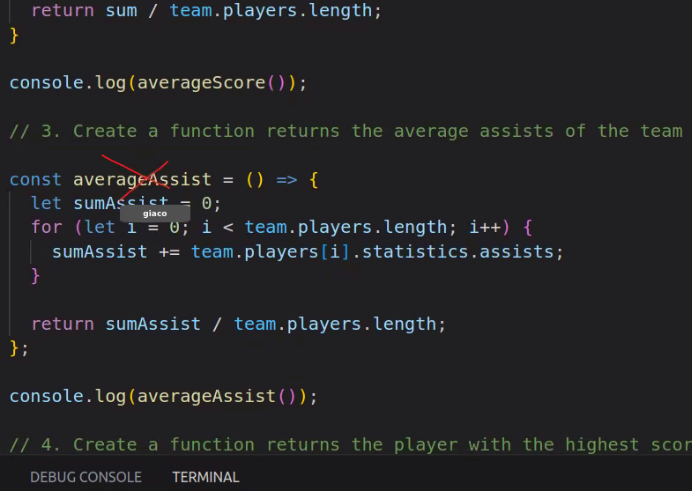 return sum / team.players.length;
}
console.log(averageScore());
// 3. Create a function returns the average assists of the team
const averageAssist = () => {
let sumAssist = 0;
giaco
for (let i = 0; i < team.players.length; i++) {
sumAssist += team.players[i].statistics.assists;
}
return sumAssist / team.players.length;
};
console.log(averageAssist());
// 4. Create a function returns the player with the highest scor
DEBUG CONSOLE TERMINAL